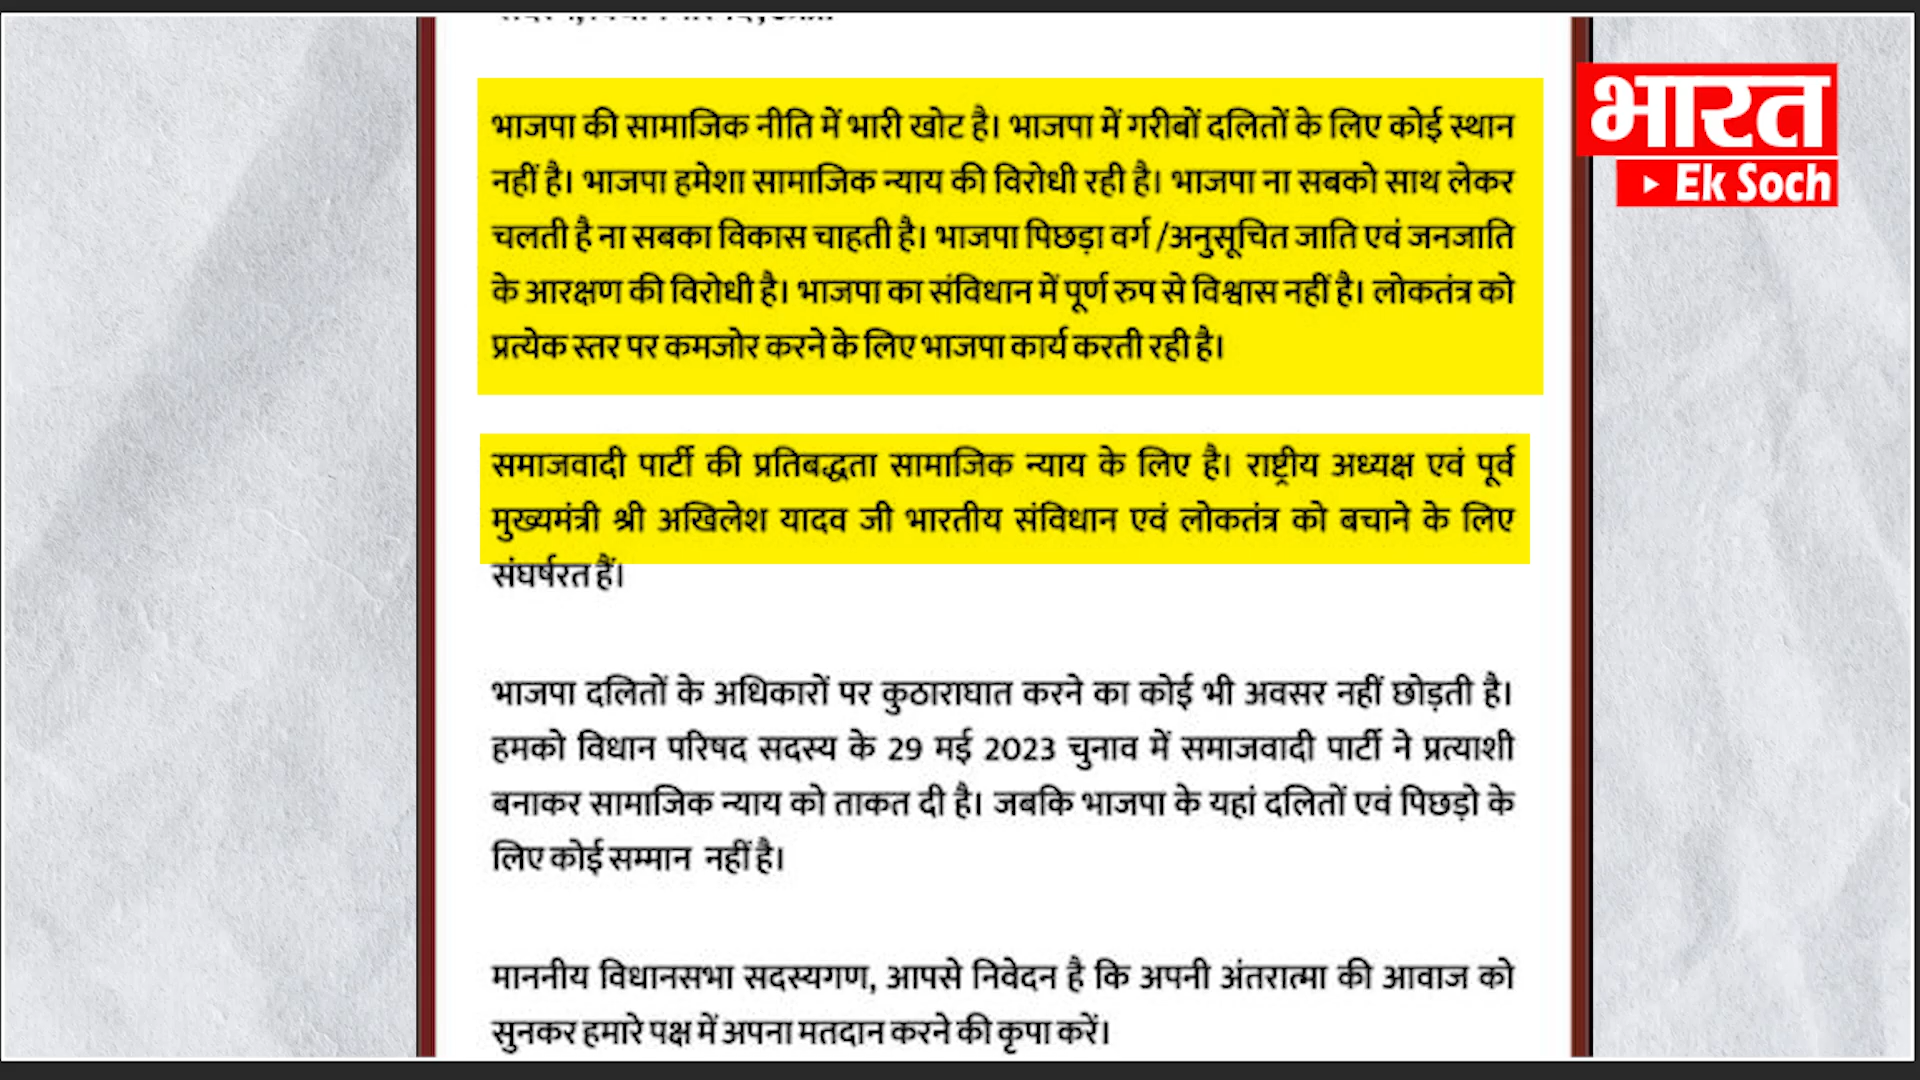 भाजपा की सामाजिक नीति में भारी खोट है। भाजपा में गरीबों दलितों के लिए कोई स्थान
नहीं है। भाजपा हमेशा सामाजिक न्याय की विरोधी रही है। भाजपा ना सबको साथ लेकर
चलती है ना सबका विकास चाहती है। भाजपा पिछड़ा वर्ग /अनुसूचित जाति एवं जनजाति
के आरक्षण की विरोधी है। भाजपा का संविधान में पूर्ण रुप से विश्वास नहीं है। लोकतंत्र को
प्रत्येक स्तर पर कमजोर करने के लिए भाजपा कार्य करती रही है।
समाजवादी पार्टी की प्रतिबद्धता सामाजिक न्याय के लिए है। राष्ट्रीय अध्यक्ष एवं पूर्व
मुख्यमंत्री श्री अखिलेश यादव जी भारतीय संविधान एवं लोकतंत्र को बचाने के लिए
संघर्षरत हैं।
भाजपा दलितों के अधिकारों पर कुठाराघात करने का कोई भी अवसर नहीं छोड़ती है।
हमको विधान परिषद सदस्य के 29 मई 2023 चुनाव में समाजवादी पार्टी ने प्रत्याशी
बनाकर सामाजिक न्याय को ताकत दी है। जबकि भाजपा के यहां दलितों एवं पिछड़ो के
लिए कोई सम्मान नहीं है।
माननीय विधानसभा सदस्यगण, आपसे निवेदन है कि अपनी अंतरात्मा की आवाज को
सुनकर हमारे पक्ष में अपना मतदान करने की कृपा करें।
भारत
Ek Soch